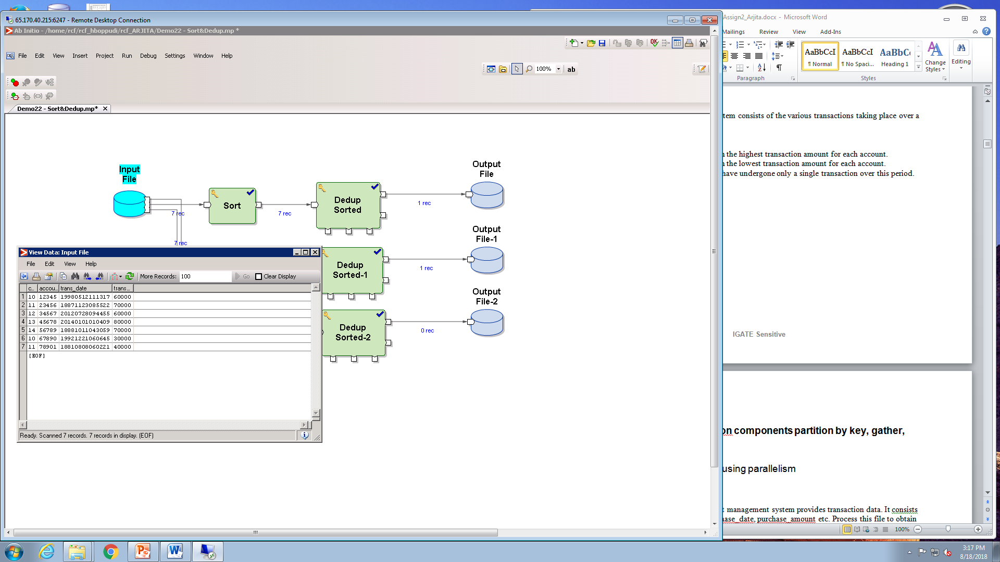 65.170.40.215:6247 - Remote Desktop Connection
Ab Initio - /home/rcf/rcf_hboppudi/rcf_ARJITA/Demo22 - Sort&Dedup.mp *
File Edit View Insert Project Run Debug Settings Window Help
100%
ab
Demo22 - Sort&Dedup.mp*
Input
File
7 rec
Sort
7 rec
Dedup
Sorted
1 rec
Output
File
7 rec
Dedup
Sorted-1
1 rec
Output
File-1
Dedup
Sorted-2
0 rec
Output
File-2
View Data: Input File
File Edit View Help
More Records: 100 Go Clear Display
c... accou... trans_date trans...
1 10 12345 19980512111317 60000
2 11 23456 18871123085522 70000
3 12 34567 20120728094455 60000
4 13 45678 20140101010409 80000
5 14 56789 18881011043059 70000
6 10 67890 19921221060645 30000
7 11 78901 18810808060221 40000
[EOF]
Ready. Scanned 7 records. 7 records in display. (EOF)
Assign2_Arjita.docx - Microsoft Word
Mailings Review View Add-Ins
AaBbCcI AaBbCcI AaBbC
¶ Normal ¶ No Spaci... Heading 1
Change
Styles
Editing
Paragraph Styles
tem consists of the various transactions taking place over a
the highest transaction amount for each account.
the lowest transaction amount for each account.
have undergone only a single transaction over this period.
IGATE Sensitive
on components partition by key, gather,
using parallelism
t management system provides transaction data. It consists
hase_date, purchase_amount etc. Process this file to obtain
100%
3:17 PM
8/18/2018